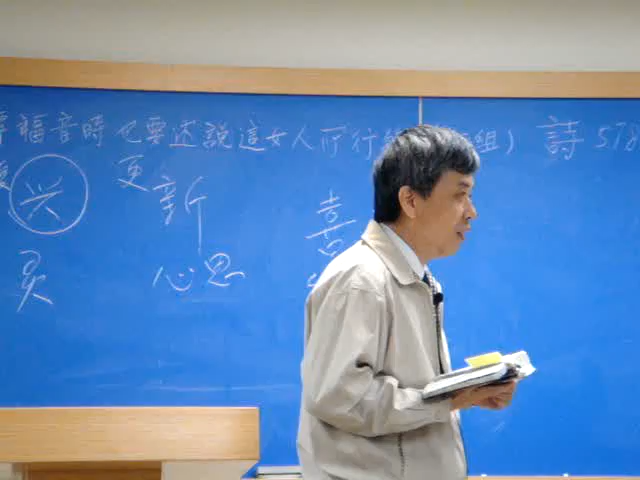 福音時也要述說這女人所行 組) 詩 578
兴 更新 喜
灵 心思